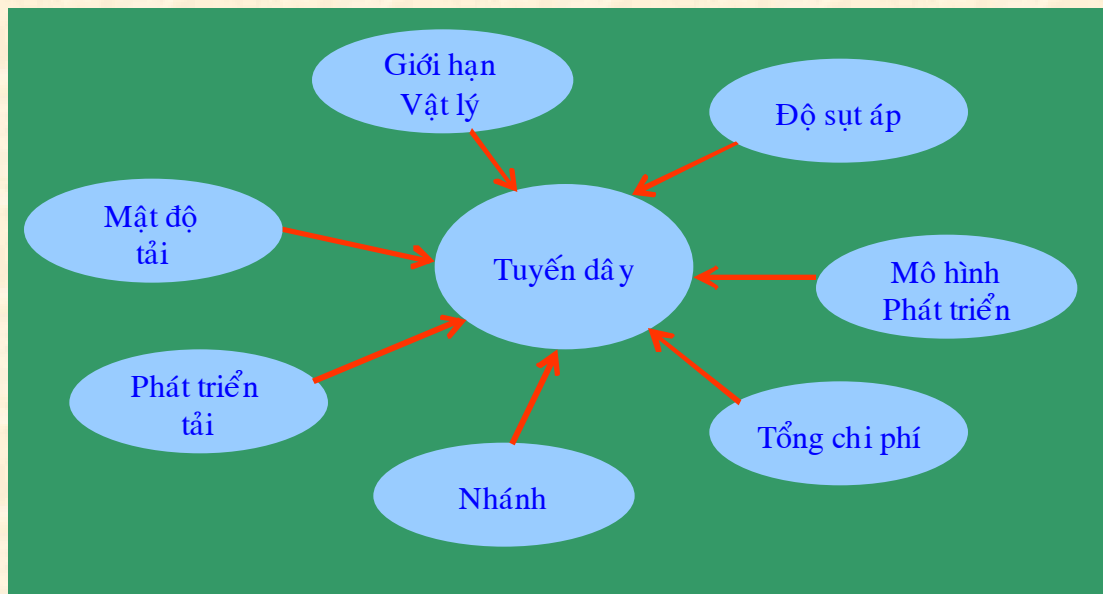 Giới hạn
Vật lý
Độ sụt áp
Mật độ
tải
Tuyến dây
Mô hình
Phát triển
Phát triển
tải
Tổng chi phí
Nhánh